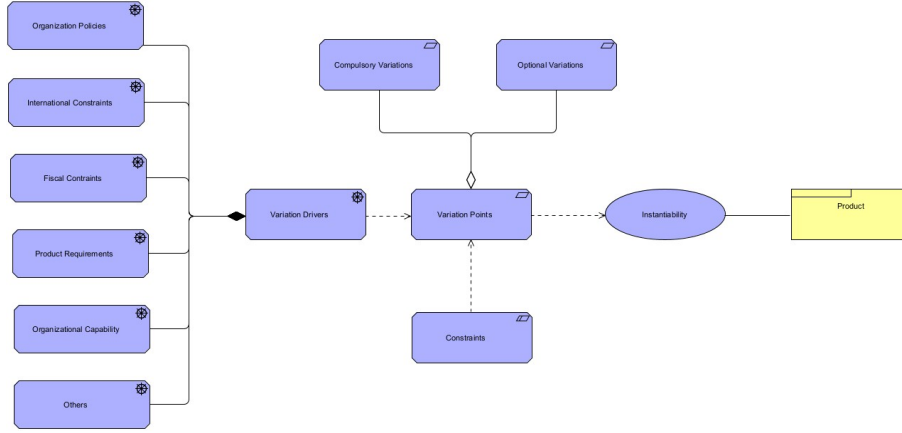 Organization Policies
Compulsory Variations
Optional Variations
International Constraints
Fiscal Contraints
Variation Drivers
Variation Points
Instantiability
Product
Product Requirements
Organizational Capability
Constraints
Others